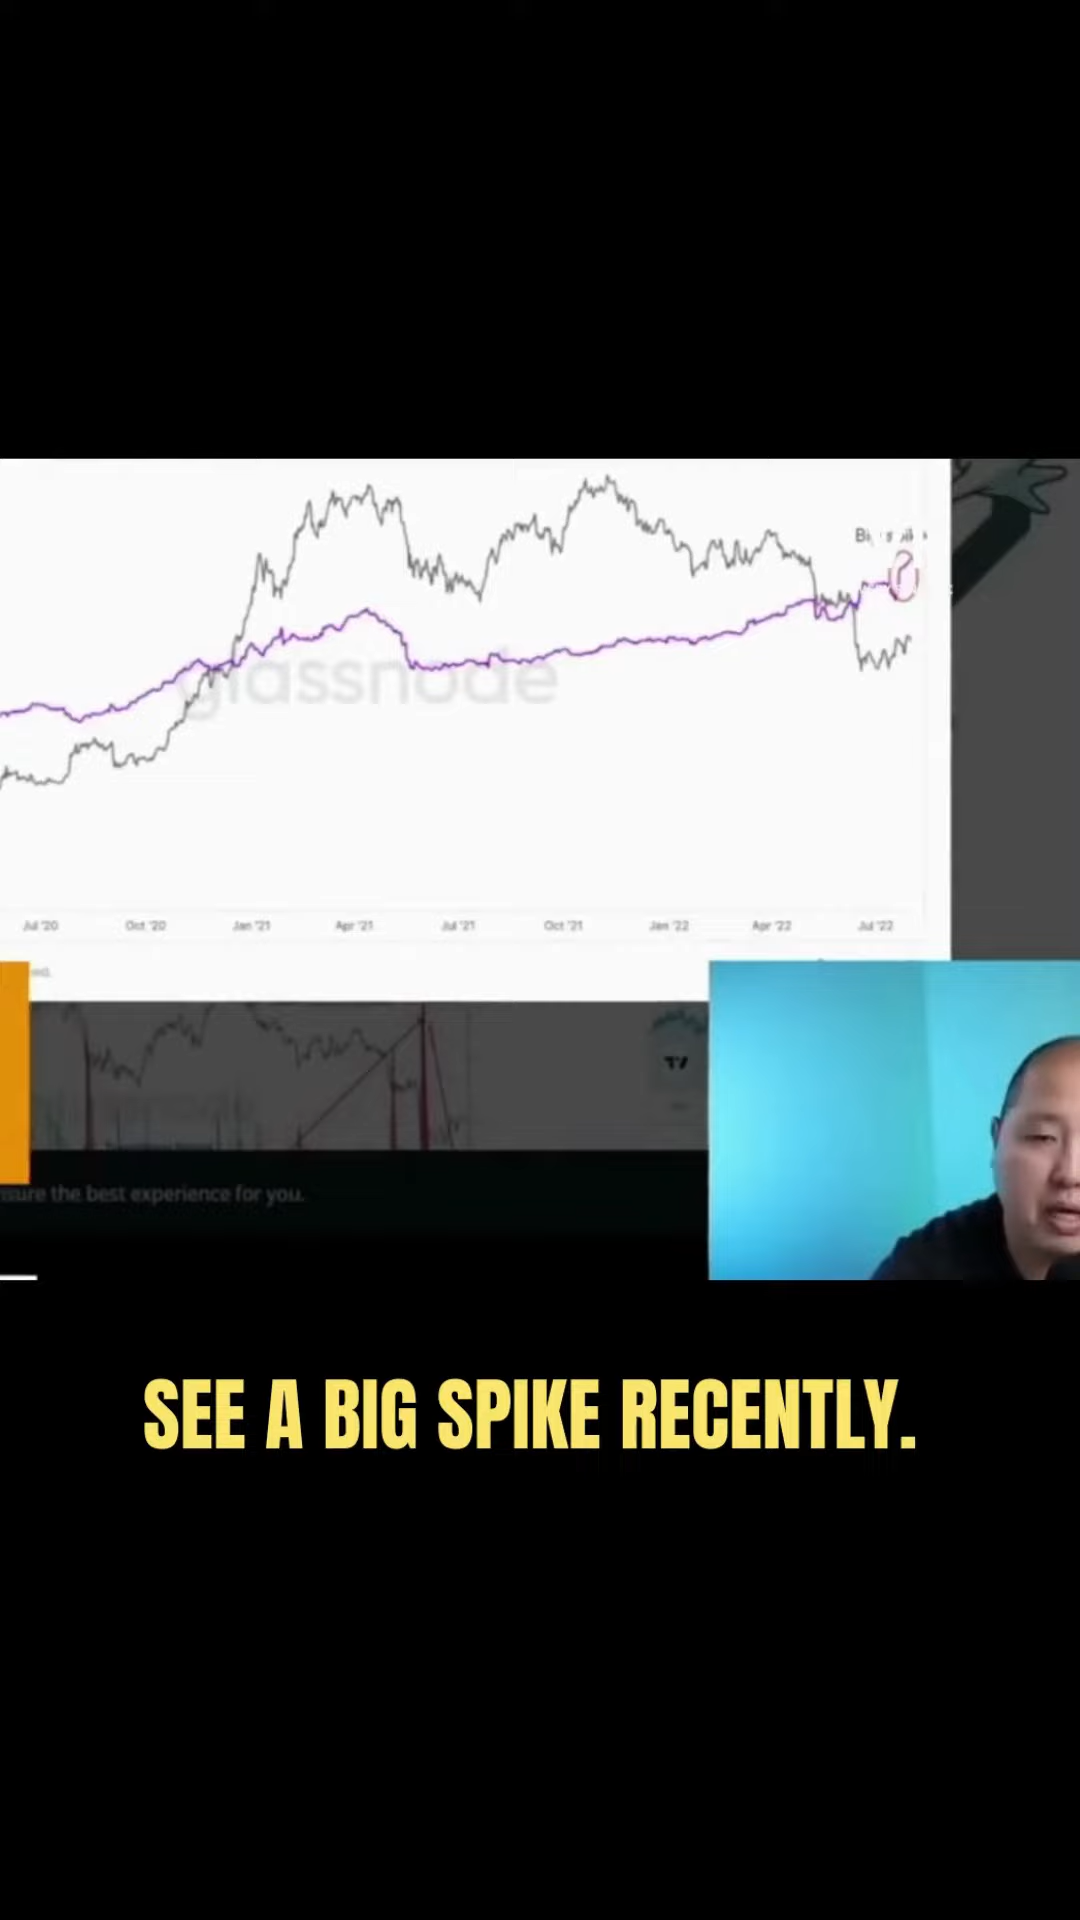 glassnode
Jul '20 Oct '20 Jan '21 Apr '21 Jul '21 Oct '21 Jan '22 Apr '22 Jul '22
TV
the best experience for you.
SEE A BIG SPIKE RECENTLY.